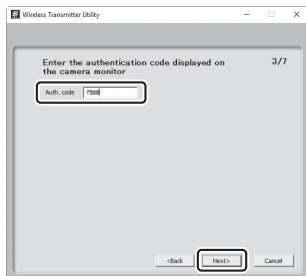 Wireless Transmitter Utility
Enter the authentication code displayed on
the camera monitor
3/7
Auth. code
<Back
Next>
Cancel